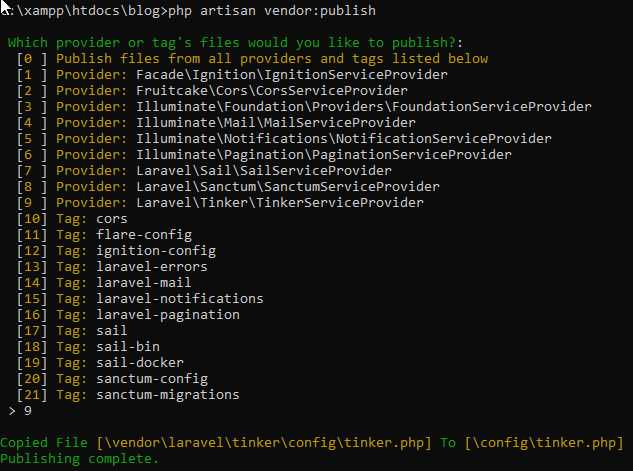 :\xampp\htdocs\blog>php artisan vendor:publish
Which provider or tag's files would you like to publish?:
[0 ] Publish files from all providers and tags listed below
[1 ] Provider: Facade\Ignition\IgnitionServiceProvider
[2 ] Provider: Fruitcake\Cors\CorsServiceProvider
[3 ] Provider: Illuminate\Foundation\Providers\FoundationServiceProvider
[4 ] Provider: Illuminate\Mail\MailServiceProvider
[5 ] Provider: Illuminate\Notifications\NotificationServiceProvider
[6 ] Provider: Illuminate\Pagination\PaginationServiceProvider
[7 ] Provider: Laravel\Sail\SailServiceProvider
[8 ] Provider: Laravel\Sanctum\SanctumServiceProvider
[9 ] Provider: Laravel\Tinker\TinkerServiceProvider
[10] Tag: cors
[11] Tag: flare-config
[12] Tag: ignition-config
[13] Tag: laravel-errors
[14] Tag: laravel-mail
[15] Tag: laravel-notifications
[16] Tag: laravel-pagination
[17] Tag: sail
[18] Tag: sail-bin
[19] Tag: sail-docker
[20] Tag: sanctum-config
[21] Tag: sanctum-migrations
> 9
Copied File [\vendor\laravel\tinker\config\tinker.php] To [\config\tinker.php]
Publishing complete.